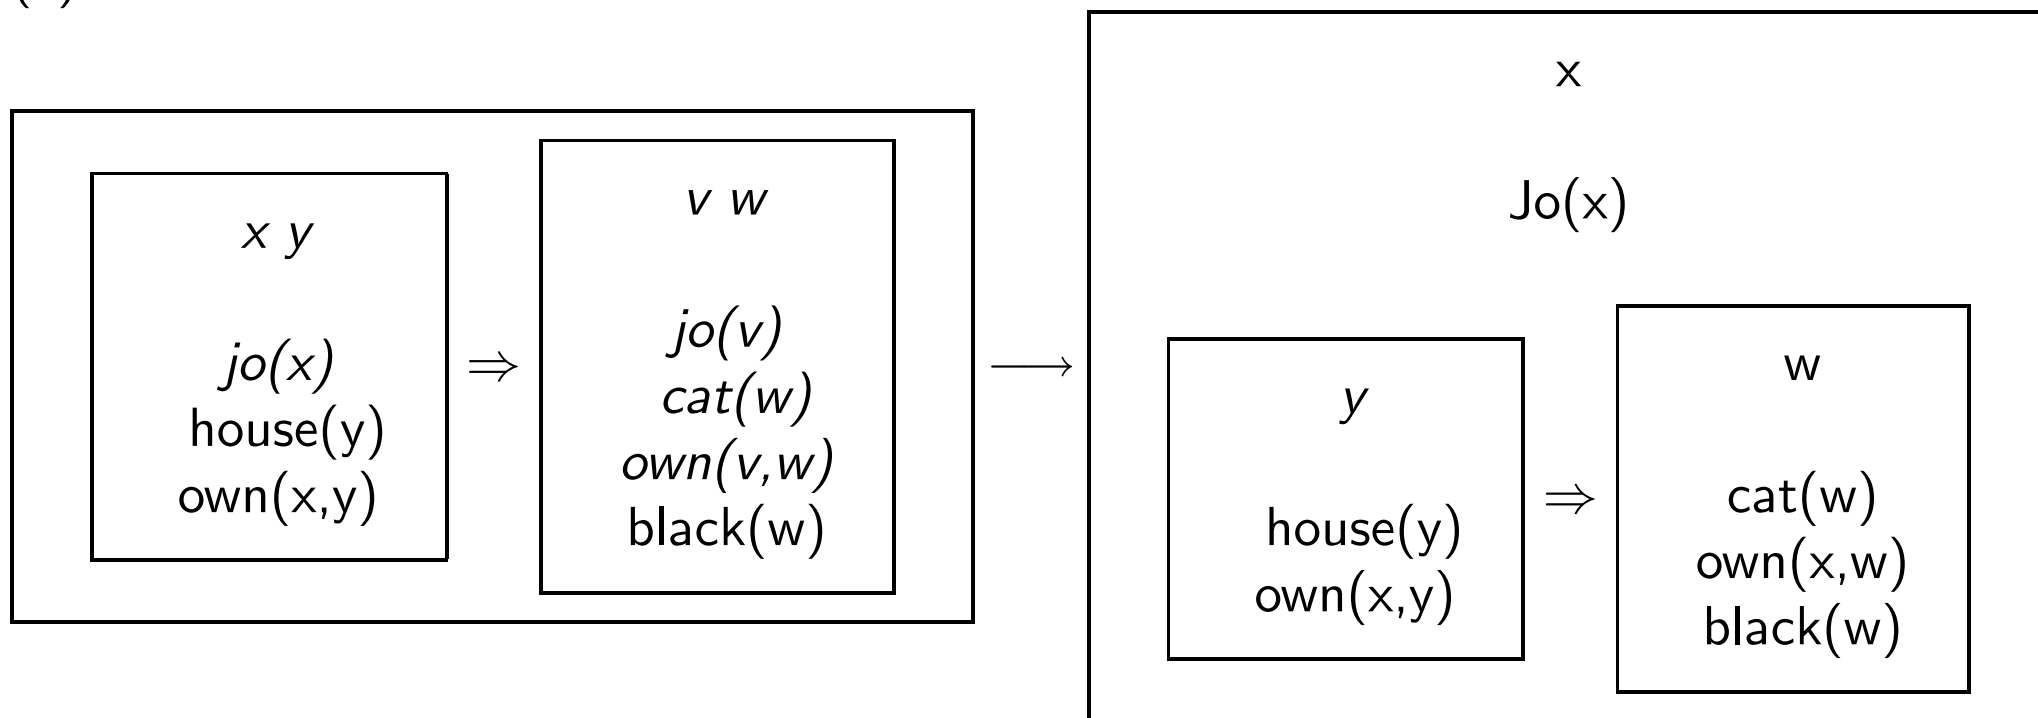 x y
jo(x)
house(y)
own(x,y)
⇒
v w
jo(v)
cat(w)
own(v,w)
black(w)
⟶
x
Jo(x)
y
house(y)
own(x,y)
⇒
w
cat(w)
own(x,w)
black(w)